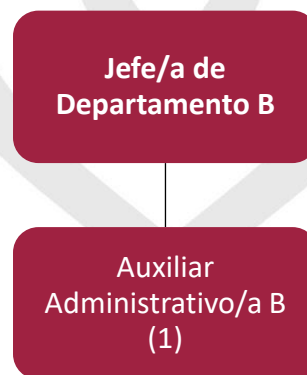 Jefe/a de
Departamento B
Auxiliar
Administrativo/a B
(1)